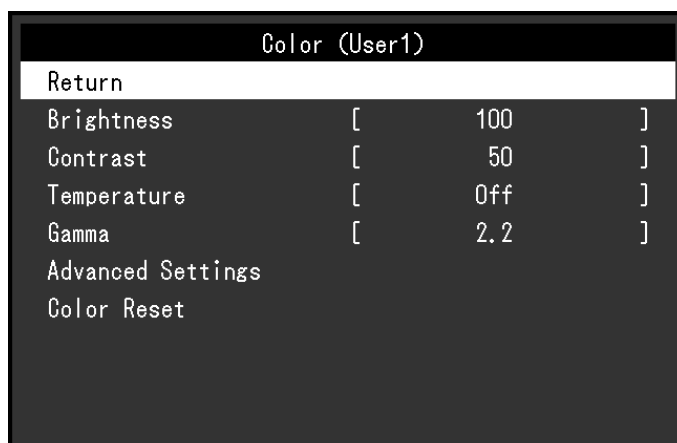 Color (User1)
Return
Brightness [ 100 ]
Contrast [ 50 ]
Temperature [ Off ]
Gamma [ 2.2 ]
Advanced Settings
Color Reset